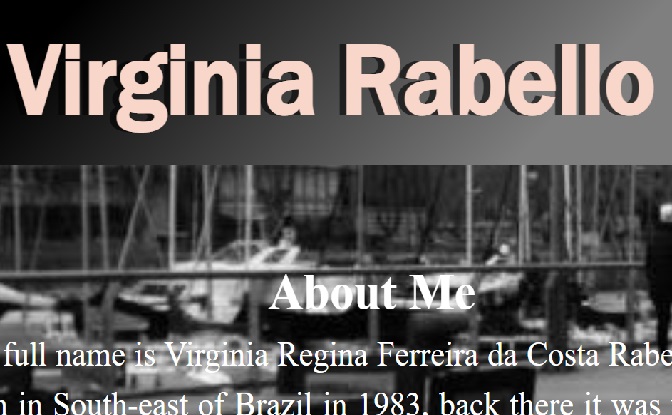 Virginia Rabello
About Me
full name is Virginia Regina Ferreira da Costa
in South-east of Brazil in 1983, back there it was